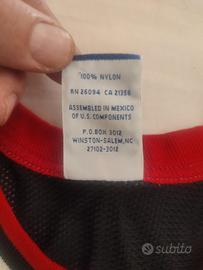 100% NYLON
RN 26094 CA 21356
ASSEMBLED IN MEXICO
OF U.S. COMPONENTS
P.O.BOX 3012
WINSTON-SALEM, NC
27102-3012
subito